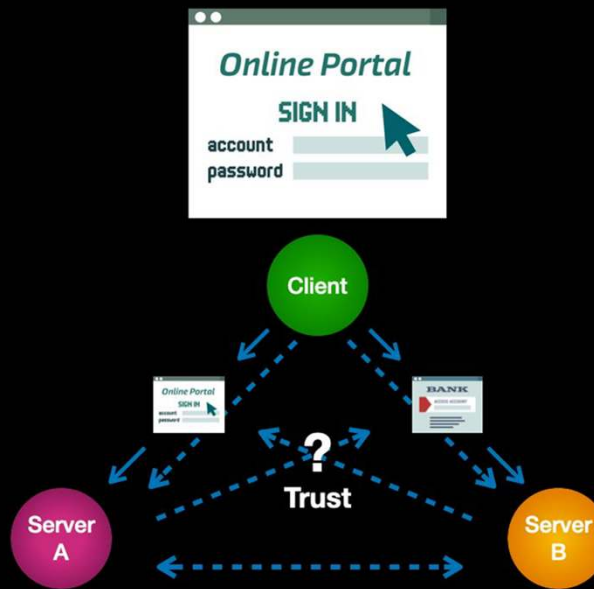 Online Portal
SIGN IN
account
password
Client
Online Portal
SIGN IN
account
password
BANK
?
Trust
Server
A
Server
B